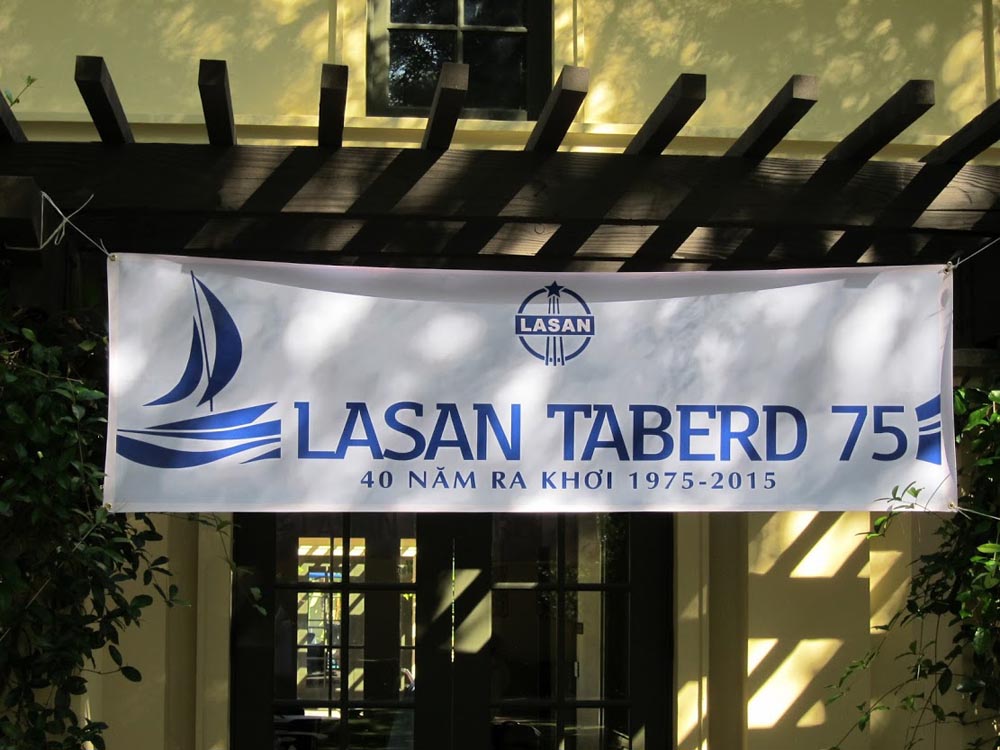 LASAN
LASAN TABERD 75
40 NĂM RA KHƠI 1975-2015